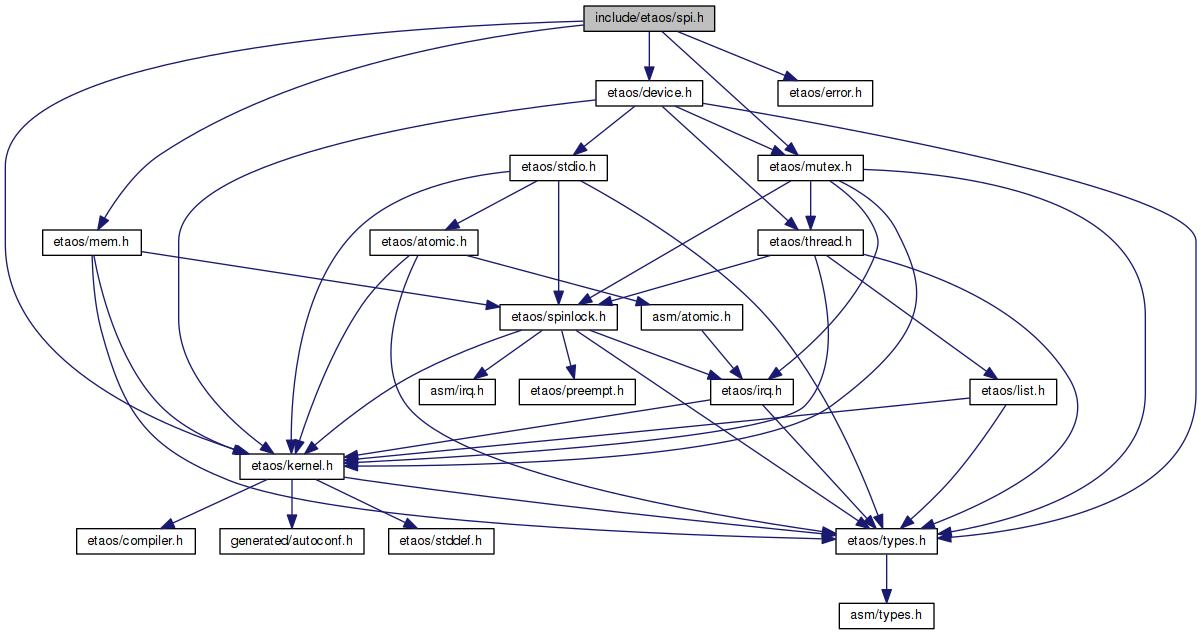 include/etaos/spi.h
etaos/device.h
etaos/error.h
etaos/stdio.h
etaos/mutex.h
etaos/mem.h
etaos/atomic.h
etaos/thread.h
etaos/spinlock.h
asm/atomic.h
asm/irq.h
etaos/preempt.h
etaos/irq.h
etaos/list.h
etaos/kernel.h
etaos/compiler.h
generated/autoconf.h
etaos/stddef.h
etaos/types.h
asm/types.h